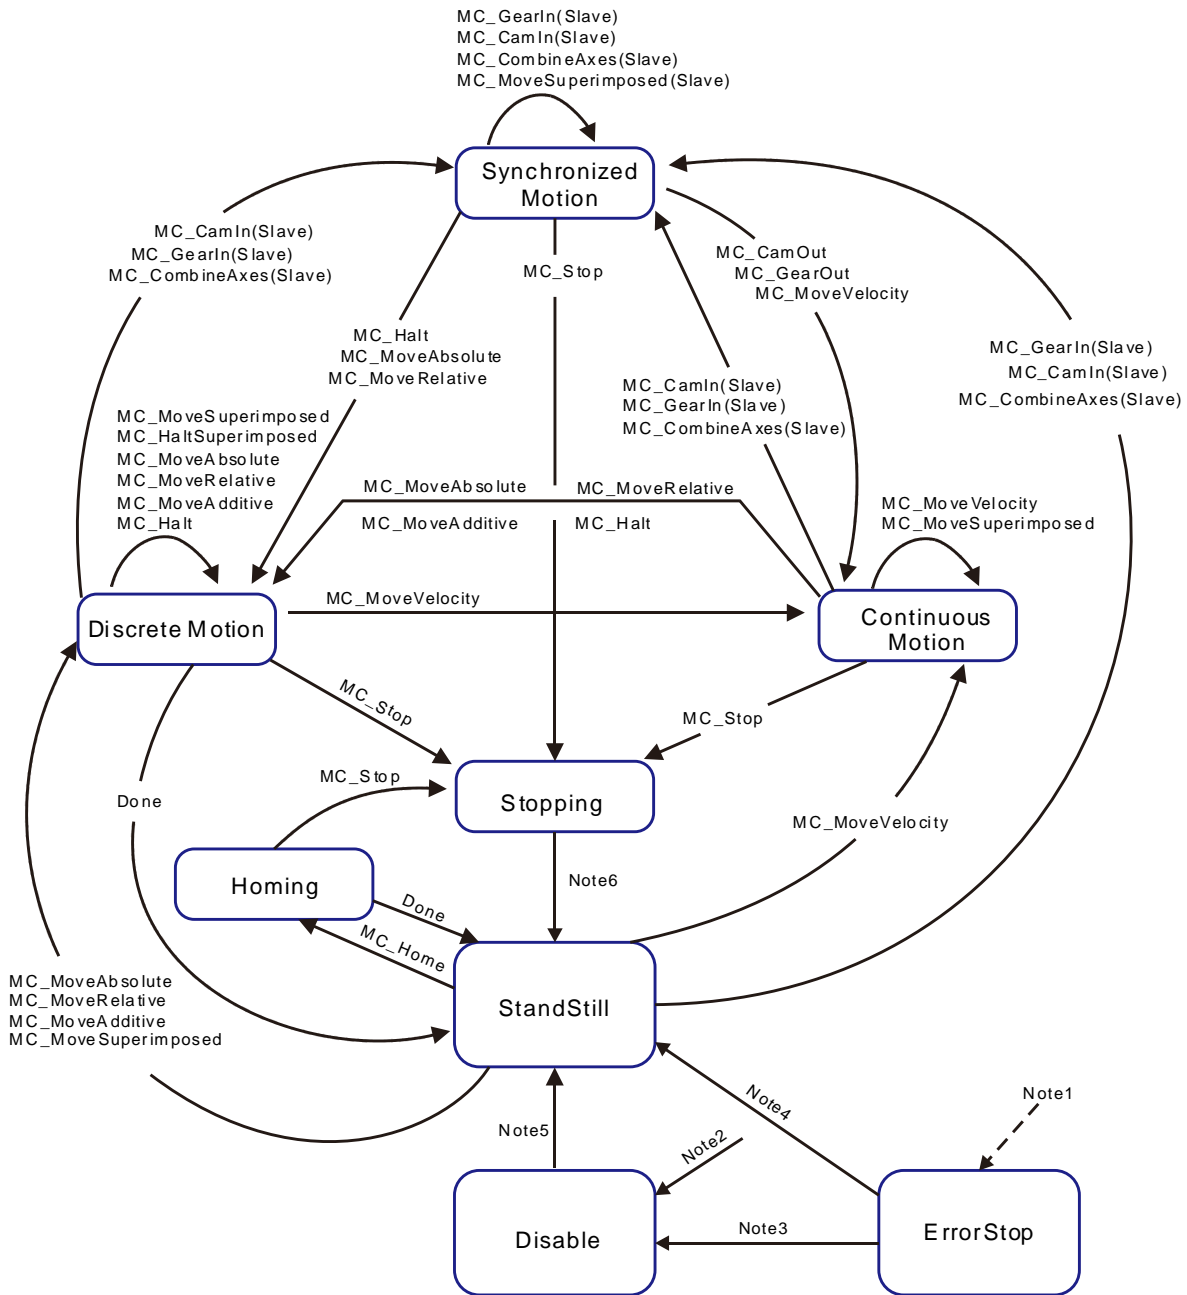 MC_GearIn(Slave)
MC_CamIn(Slave)
MC_CombineAxes(Slave)
MC_MoveSuperimposed(Slave)
Synchronized
Motion
MC_CamIn(Slave)
MC_GearIn(Slave)
MC_CombineAxes(Slave)
MC_Stop
MC_CamOut
MC_GearOut
MC_MoveVelocity
MC_Halt
MC_MoveAbsolute
MC_MoveRelative
MC_GearIn(Slave)
MC_CamIn(Slave)
MC_CombineAxes(Slave)
MC_CamIn(Slave)
MC_GearIn(Slave)
MC_CombineAxes(Slave)
MC_MoveSuperimposed
MC_HaltSuperimposed
MC_MoveAbsolute
MC_MoveRelative
MC_MoveAdditive
MC_Halt
MC_MoveAbsolute
MC_MoveRelative
MC_MoveAdditive
MC_Halt
MC_MoveVelocity
MC_MoveSuperimposed
MC_MoveVelocity
Discrete Motion
Continuous
Motion
MC_Stop
MC_Stop
MC_Stop
Done
Stopping
MC_MoveVelocity
Homing
Note6
Done
MC_Home
MC_MoveAbsolute
MC_MoveRelative
MC_MoveAdditive
MC_MoveSuperimposed
StandStill
Note4
Note1
Note5
Note2
Note3
Disable
ErrorStop